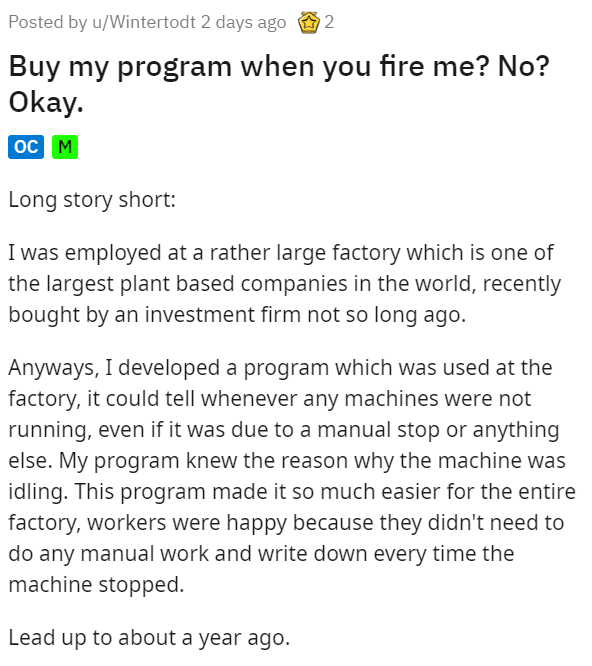 Posted by u/Wintertodt 2 days ago 2
Buy my program when you fire me? No?
Okay.
OC M
Long story short:
I was employed at a rather large factory which is one of
the largest plant based companies in the world, recently
bought by an investment firm not so long ago.
Anyways, I developed a program which was used at the
factory, it could tell whenever any machines were not
running, even if it was due to a manual stop or anything
else. My program knew the reason why the machine was
idling. This program made it so much easier for the entire
factory, workers were happy because they didn't need to
do any manual work and write down every time the
machine stopped.
Lead up to about a year ago.